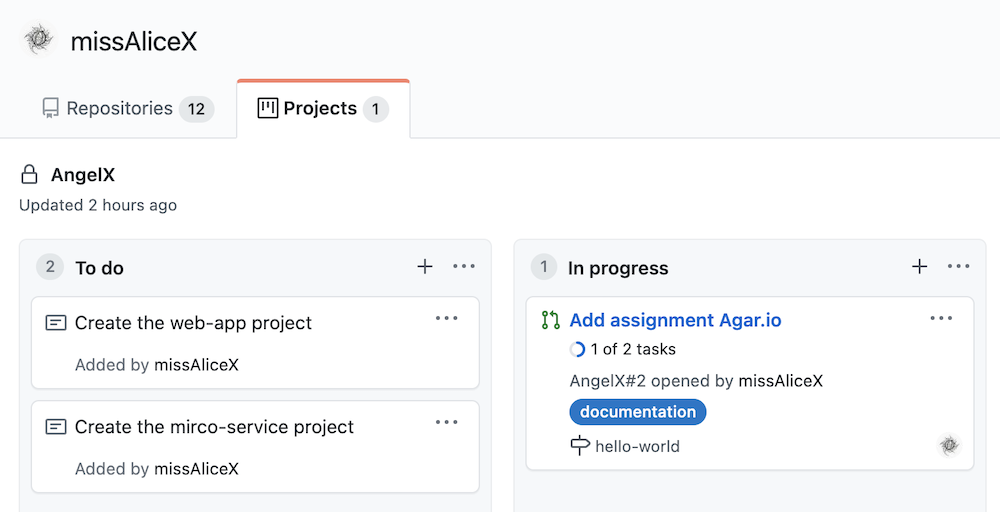 missAliceX
Repositories 12
Projects 1
AngelX
Updated 2 hours ago
2 To do
Create the web-app project
Added by missAliceX
Create the mirco-service project
Added by missAliceX
1 In progress
Add assignment Agar.io
1 of 2 tasks
AngelX#2 opened by missAliceX
documentation
hello-world